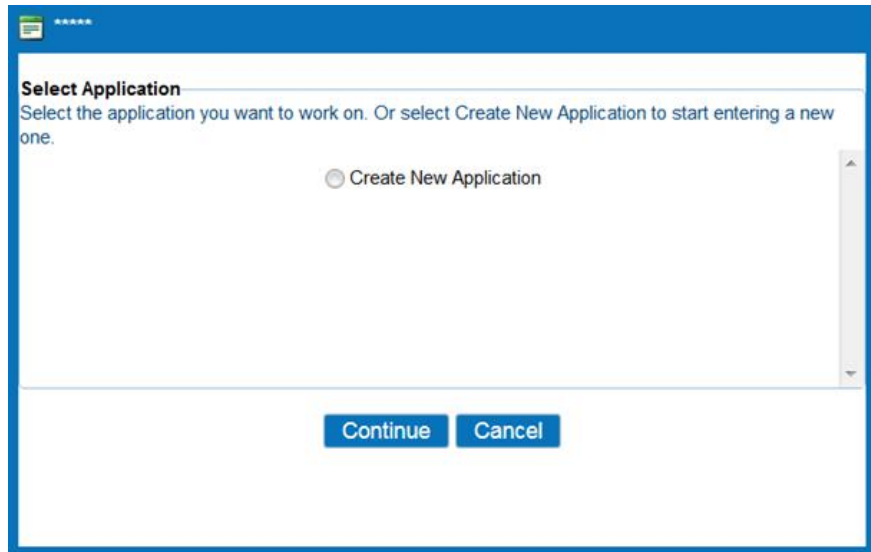 *****
Select Application
Select the application you want to work on. Or select Create New Application to start entering a new
one.
Create New Application
Continue Cancel